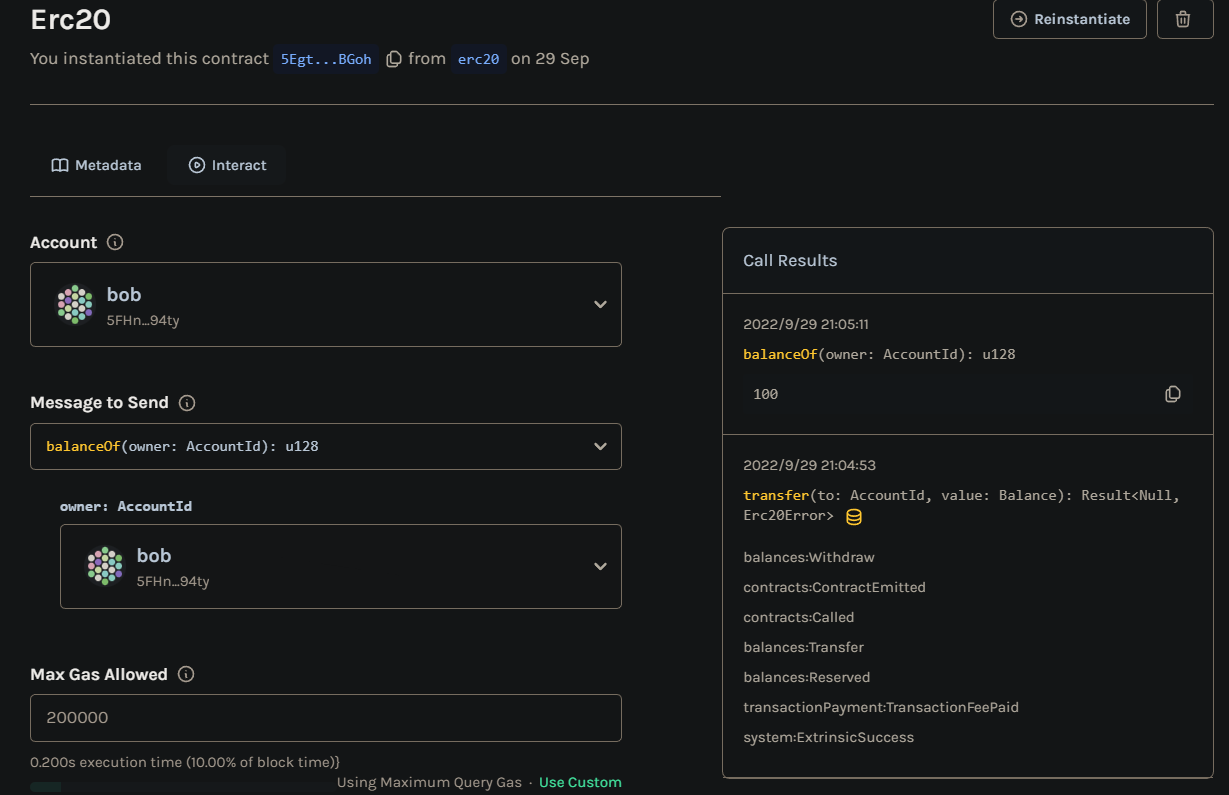 Erc20
Reinstantiate
You instantiated this contract 5Egt...BGoh from erc20 on 29 Sep
Metadata
Interact
Account
bob
5FHn…94ty
Message to Send
balanceOf(owner: AccountId): u128
owner: AccountId
bob
5FHn…94ty
Max Gas Allowed
200000
0.200s execution time (10.00% of block time)}
Using Maximum Query Gas · Use Custom
Call Results
2022/9/29 21:05:11
balanceOf(owner: AccountId): u128
100
2022/9/29 21:04:53
transfer(to: AccountId, value: Balance): Result<Null,
Erc20Error>
balances:Withdraw
contracts:ContractEmitted
contracts:Called
balances:Transfer
balances:Reserved
transactionPayment:TransactionFeePaid
system:ExtrinsicSuccess